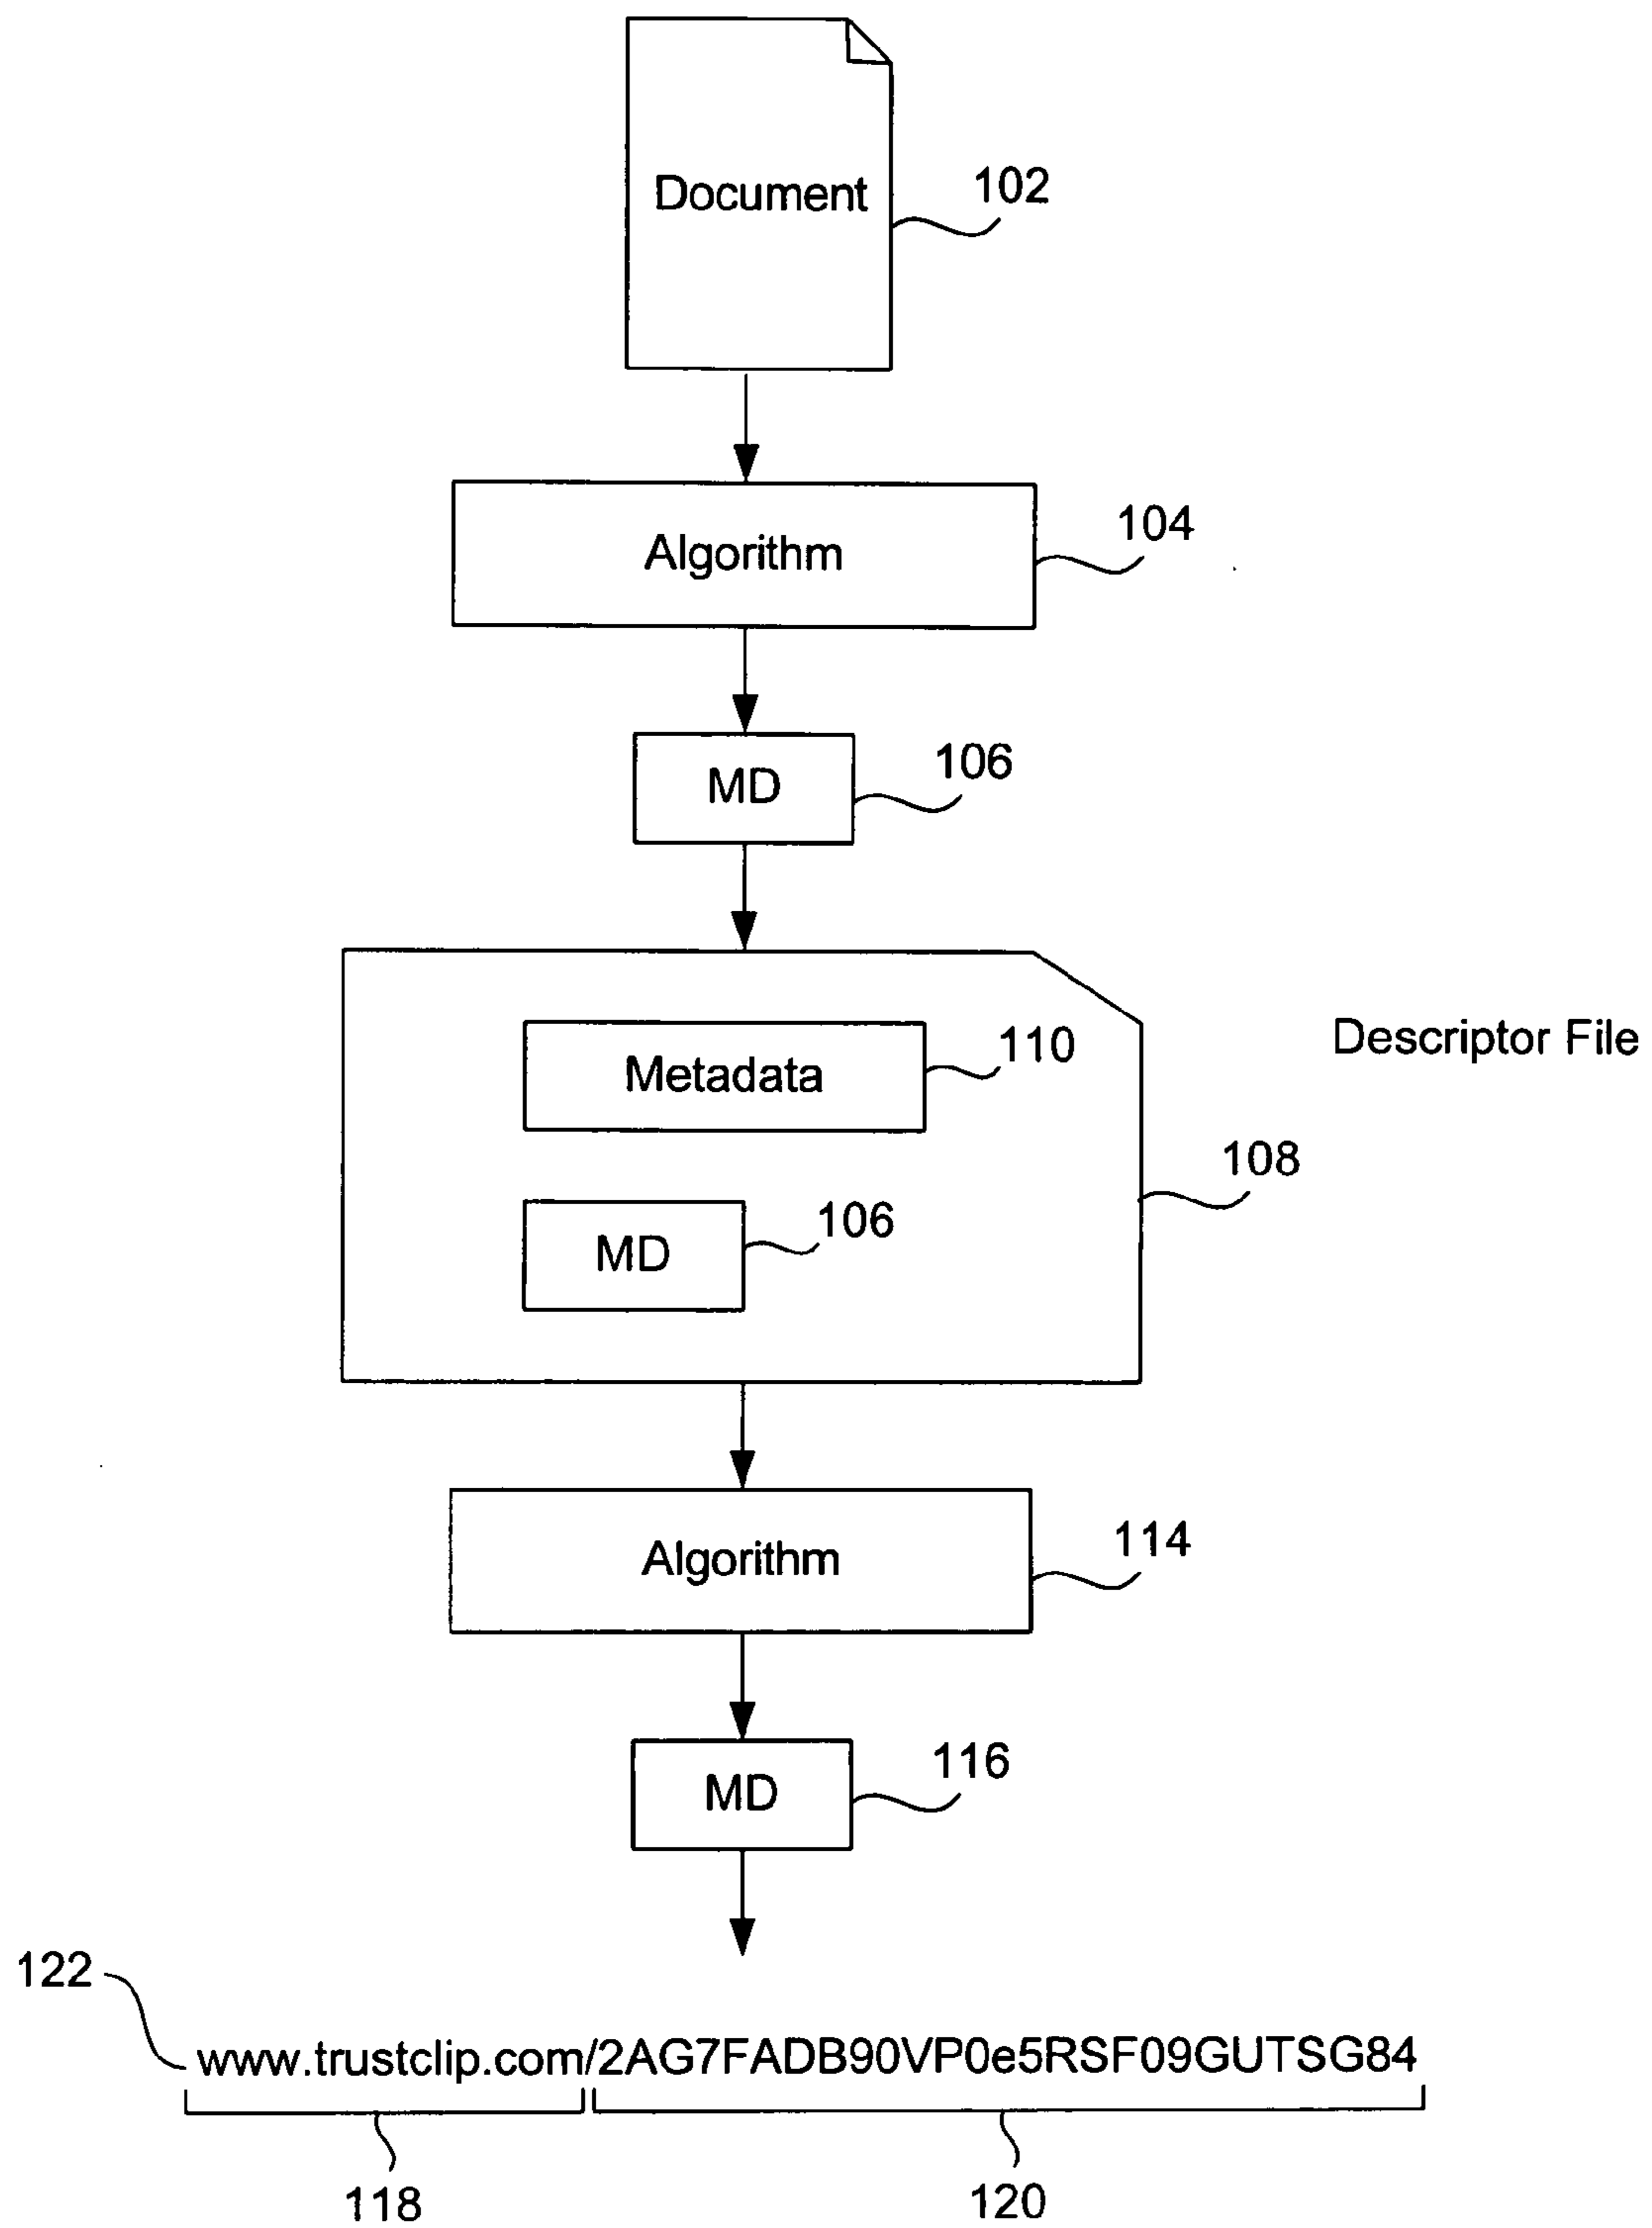 Document
102
Algorithm
104
MD
106
Descriptor File
Metadata
110
108
MD
106
Algorithm
114
MD
116
122
www.trustclip.com/2AG7FADB90VP0e5RSF09GUTSG84
118
120